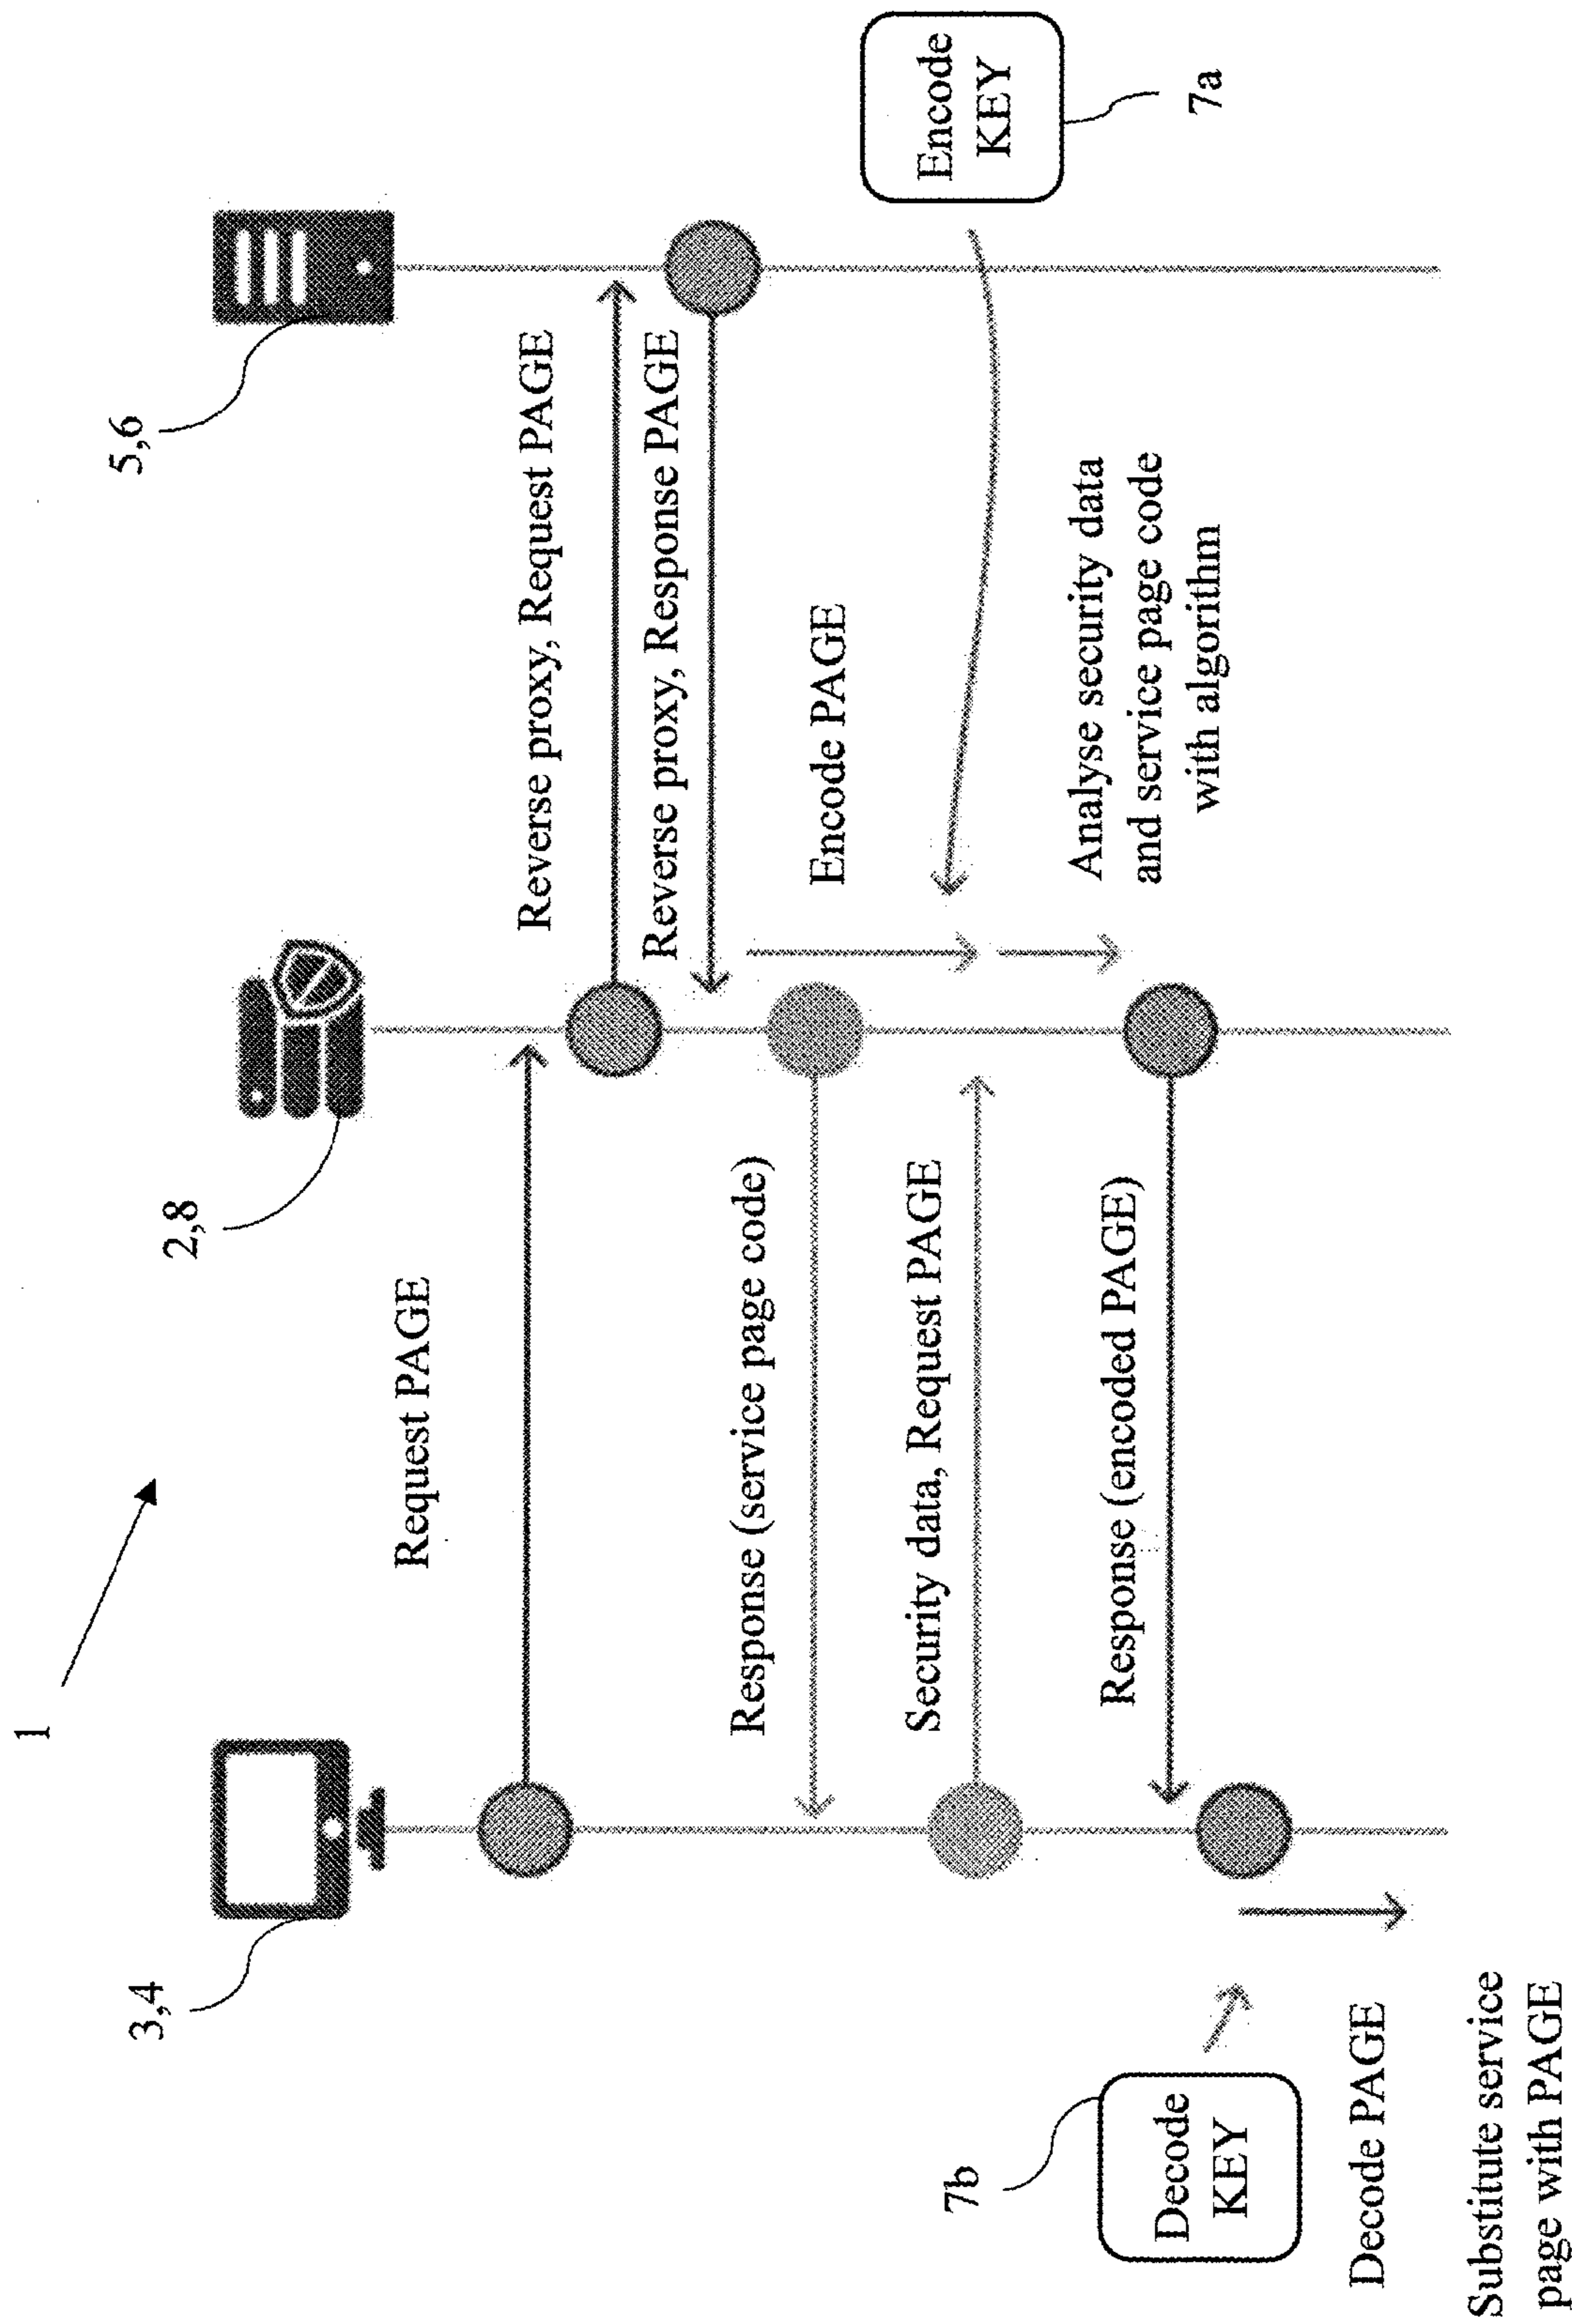 1
3,4
2,8
5,6
Request PAGE
Reverse proxy, Request PAGE
Reverse proxy, Response PAGE
Response (service page code)
Encode PAGE
Encode
KEY
7a
Security data, Request PAGE
Analyse security data
and service page code
with algorithm
Response (encoded PAGE)
7b
Decode
KEY
Decode PAGE
Substitute service
page with PAGE